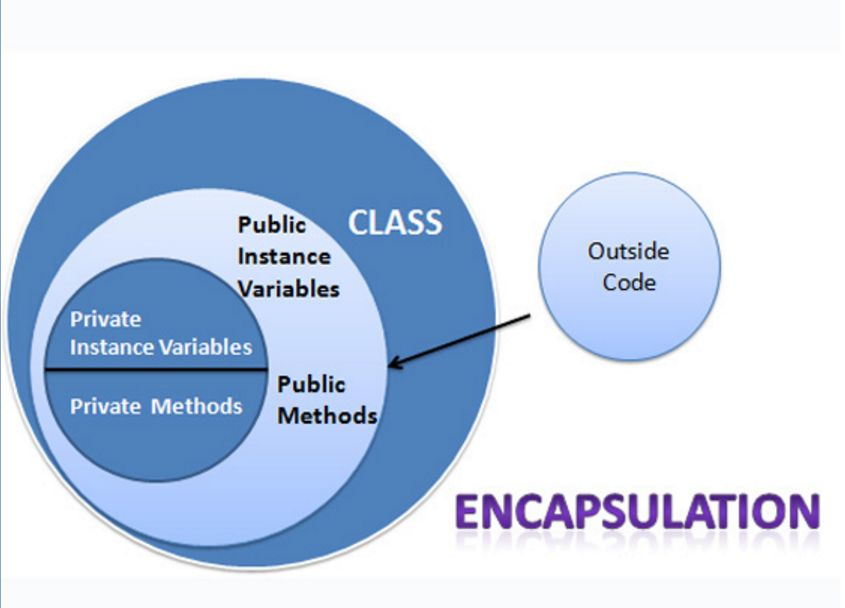 Public
Instance
Variables
CLASS
Outside
Code
Private
Instance Variables
Private Methods
Public
Methods
ENCAPSULATION